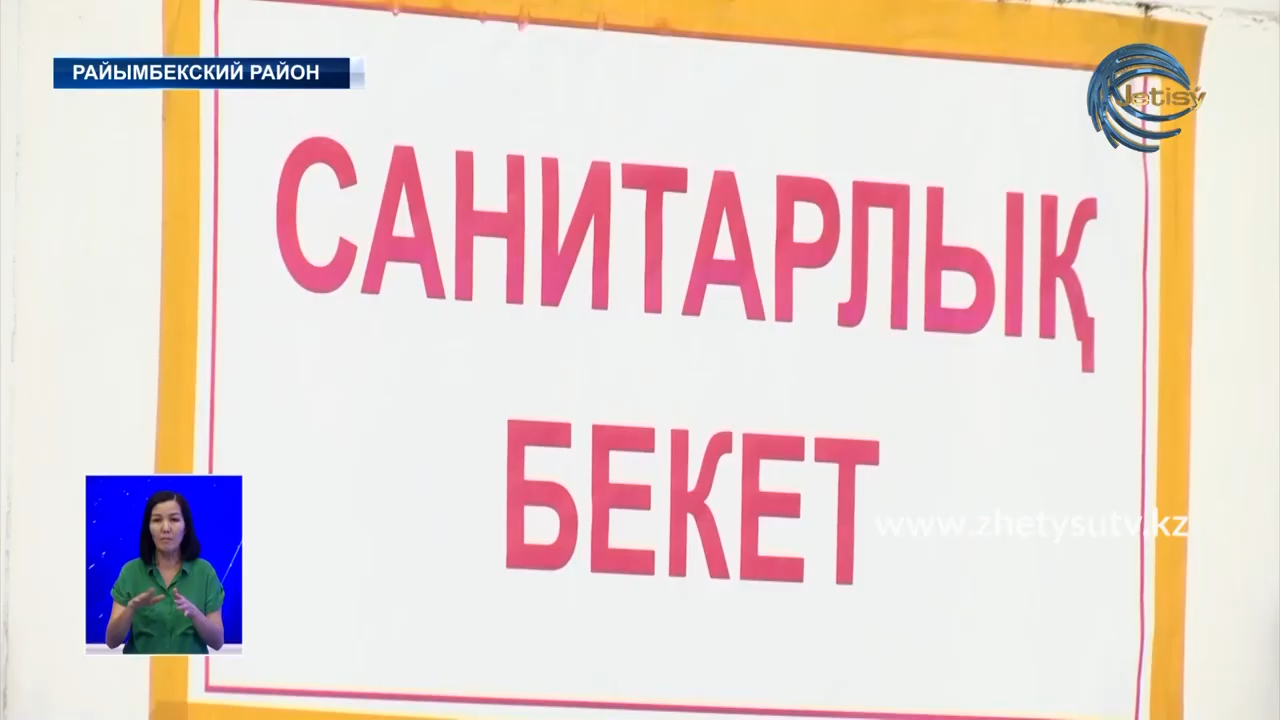 РАЙЫМБЕКСКИЙ РАЙОН
Jetisý
САНИТАРЛЫҚ
БЕКЕТ
www.zhetysutv.kz